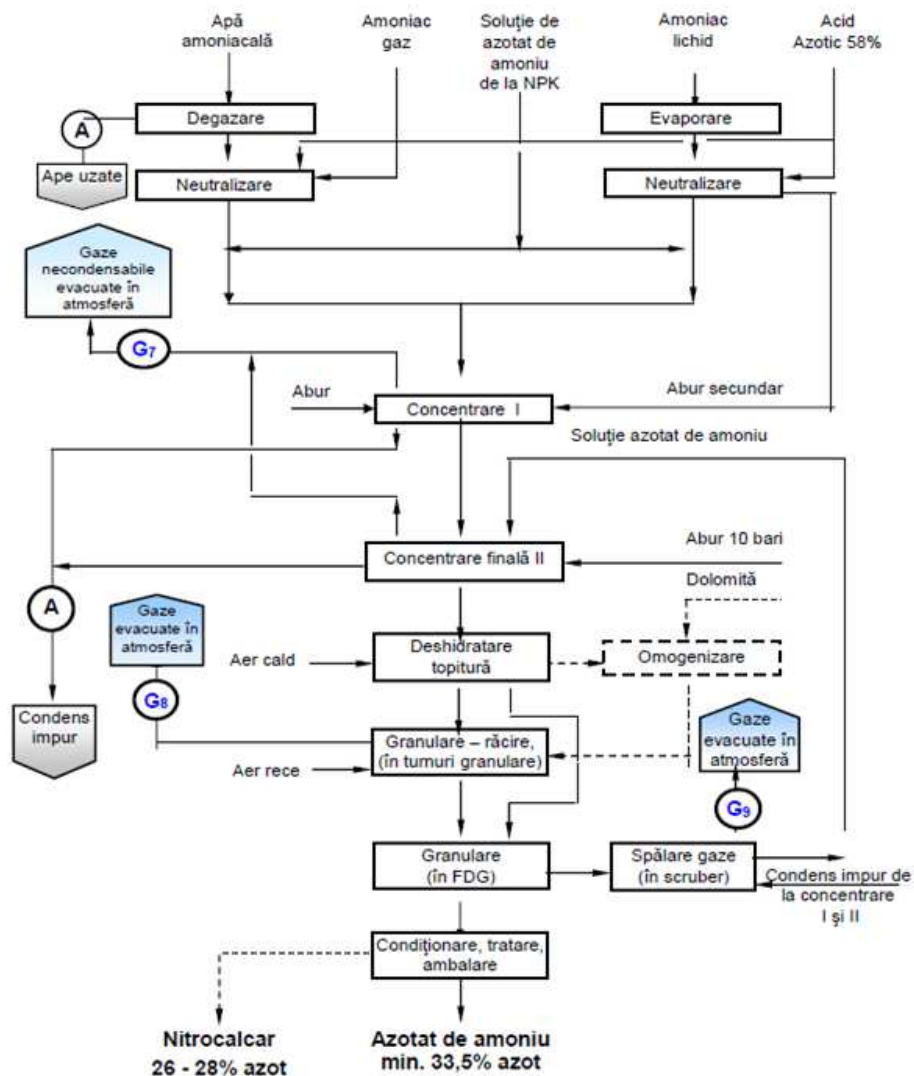 Apă
amoniacală
Amoniac
gaz
Soluţie de
azotat de
amoniu
de la NPK
Amoniac
lichid
Acid
Azotic 58%
Degazare
Evaporare
A
Ape uzate
Neutralizare
Neutralizare
Gaze
necondensabile
evacuate în
atmosferă
G7
Abur
Concentrare I
Abur secundar
Soluţie azotat de amoniu
Concentrare finală II
Abur 10 bari
Dolomită
A
Gaze
evacuate în
atmosferă
Aer cald
Deshidratare
topitură
Omogenizare
G8
Condens
impur
Granulare – răcire,
(în turnuri granulare)
Aer rece
Gaze
evacuate în
atmosferă
G9
Granulare
(în FDG)
Spălare gaze
(în scruber)
Condens impur de
la concentrare
I şi II
Condiţionare, tratare,
ambalare
Nitrocalcar
26 - 28% azot
Azotat de amoniu
min. 33,5% azot